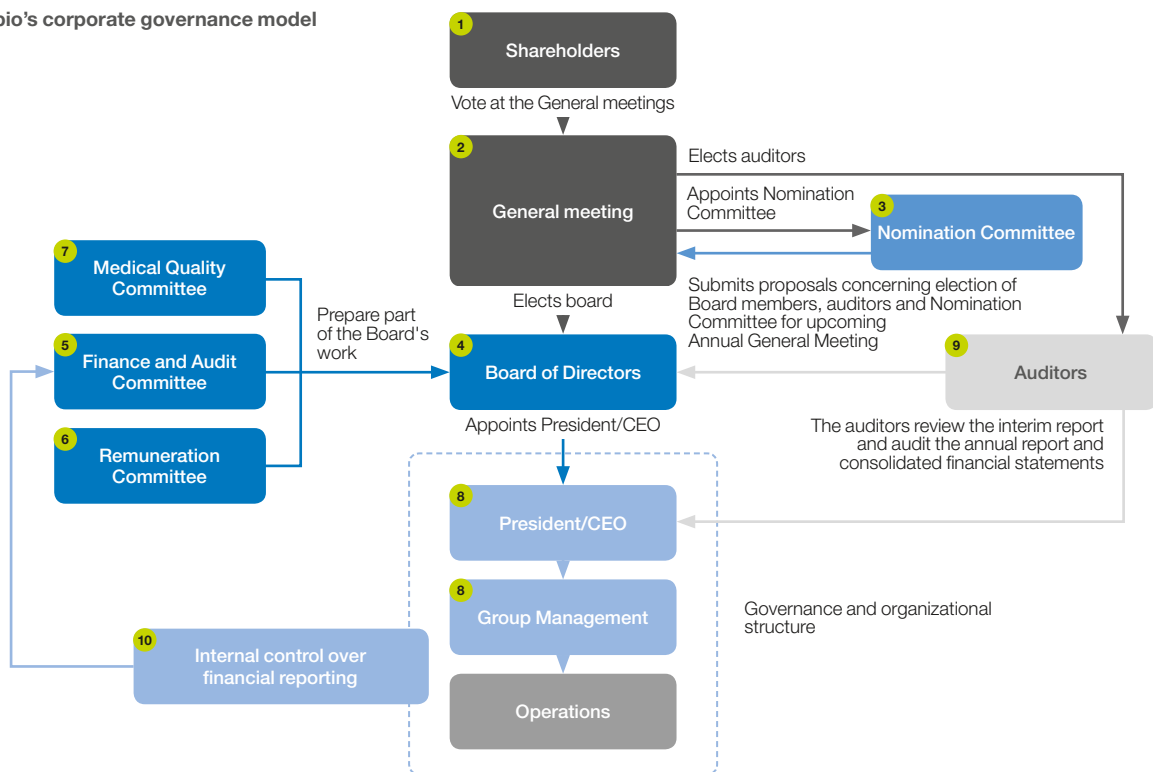 pio's corporate governance model
1
Shareholders
Vote at the General meetings
2
General meeting
Elects auditors
Appoints Nomination
Committee
3
Nomination Committee
Submits proposals concerning election of
Board members, auditors and Nomination
Committee for upcoming
Annual General Meeting
Elects board
7
Medical Quality
Committee
5
Finance and Audit
Committee
6
Remuneration
Committee
Prepare part
of the Board's
work
4
Board of Directors
Appoints President/CEO
9
Auditors
The auditors review the interim report
and audit the annual report and
consolidated financial statements
8
President/CEO
8
Group Management
Operations
Governance and organizational
structure
10
Internal control over
financial reporting